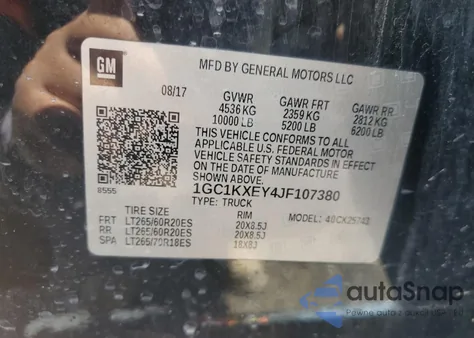 GM
MFD BY GENERAL MOTORS LLC
08/17 GVWR GAWR FRT GAWR RR
4536 KG 2359 KG 2812 KG
10000 LB 5200 LB 6200 LB
THIS VEHICLE CONFORMS TO ALL
APPLICABLE U.S. FEDERAL MOTOR
VEHICLE SAFETY STANDARDS IN EFFECT
ON THE DATE OF MANUFACTURE
SHOWN ABOVE.
8555 1GC1KXEY4JF107380
TYPE: TRUCK MODEL:
TIRE SIZE RIM
FRT LT265/60R20ES 20X8.5J
RR LT265/60R20ES 20X8.5J
SPA LT265/70R18ES 18X8J
autoSnap
Pewne auta z aukcji